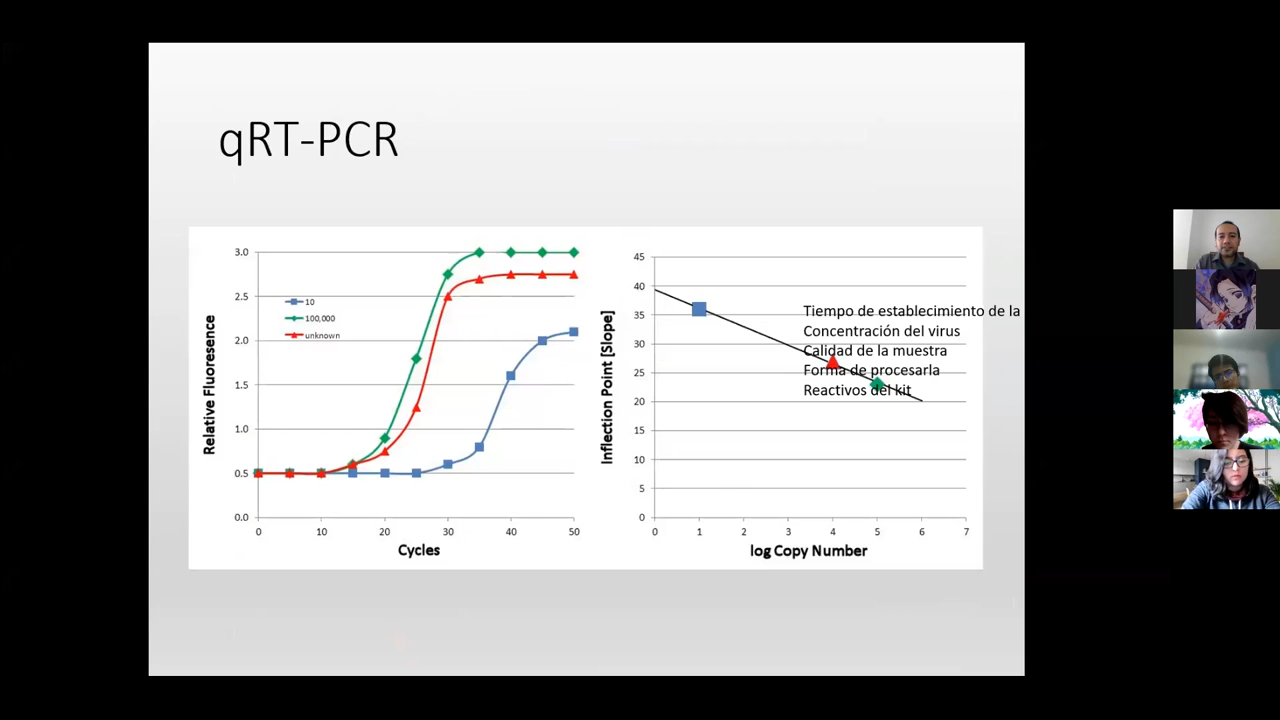 qRT-PCR
3.0
2.5
2.0
1.5
1.0
0.5
0.0
Relative Fluoresence
10
100,000
unknown
0 10 20 30 40 50
Cycles
45
40
35
30
25
20
15
10
5
0
Inflection Point [Slope]
Tiempo de establecimiento de la
Concentración del virus
Calidad de la muestra
Forma de procesarla
Reactivos del kit
0 1 2 3 4 5 6 7
log Copy Number